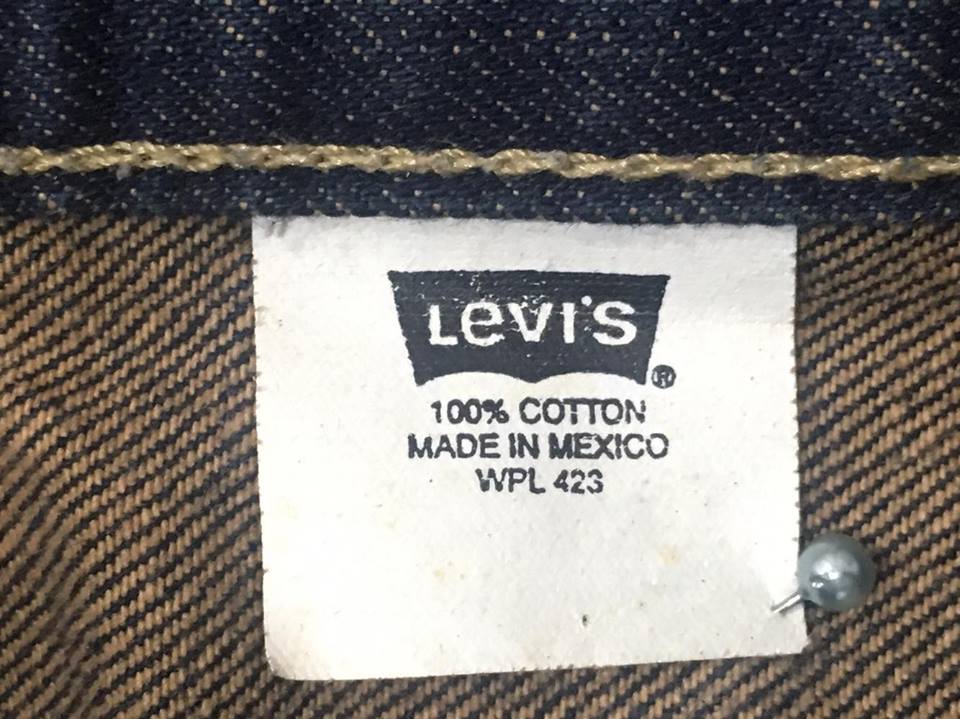 Levi's
®
100% COTTON
MADE IN MEXICO
WPL 423